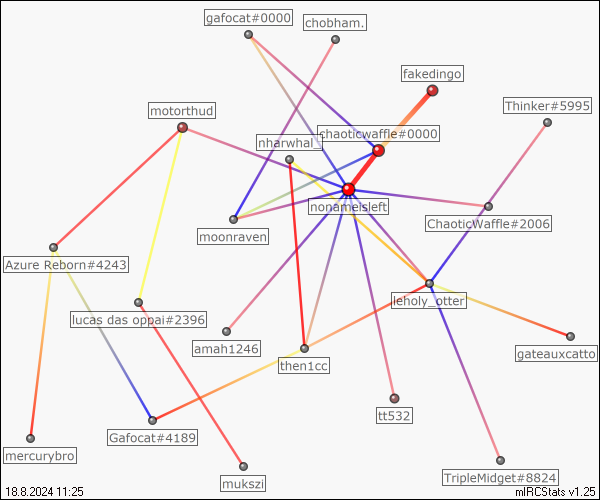 gafocat#0000
chobham.
fakedingo
Thinker#5995
motorthud
chaoticwaffle#0000
nharwhal_
nonameisleft
ChaoticWaffle#2006
moonraven
Azure Reborn#4243
leholy_otter
lucas das oppai#2396
amah1246
gateauxcatto
then1cc
tt532
Gafocat#4189
mercurybro
TripleMidget#8824
mukszi
18.8.2024 11:25
mIRCStats v1.25